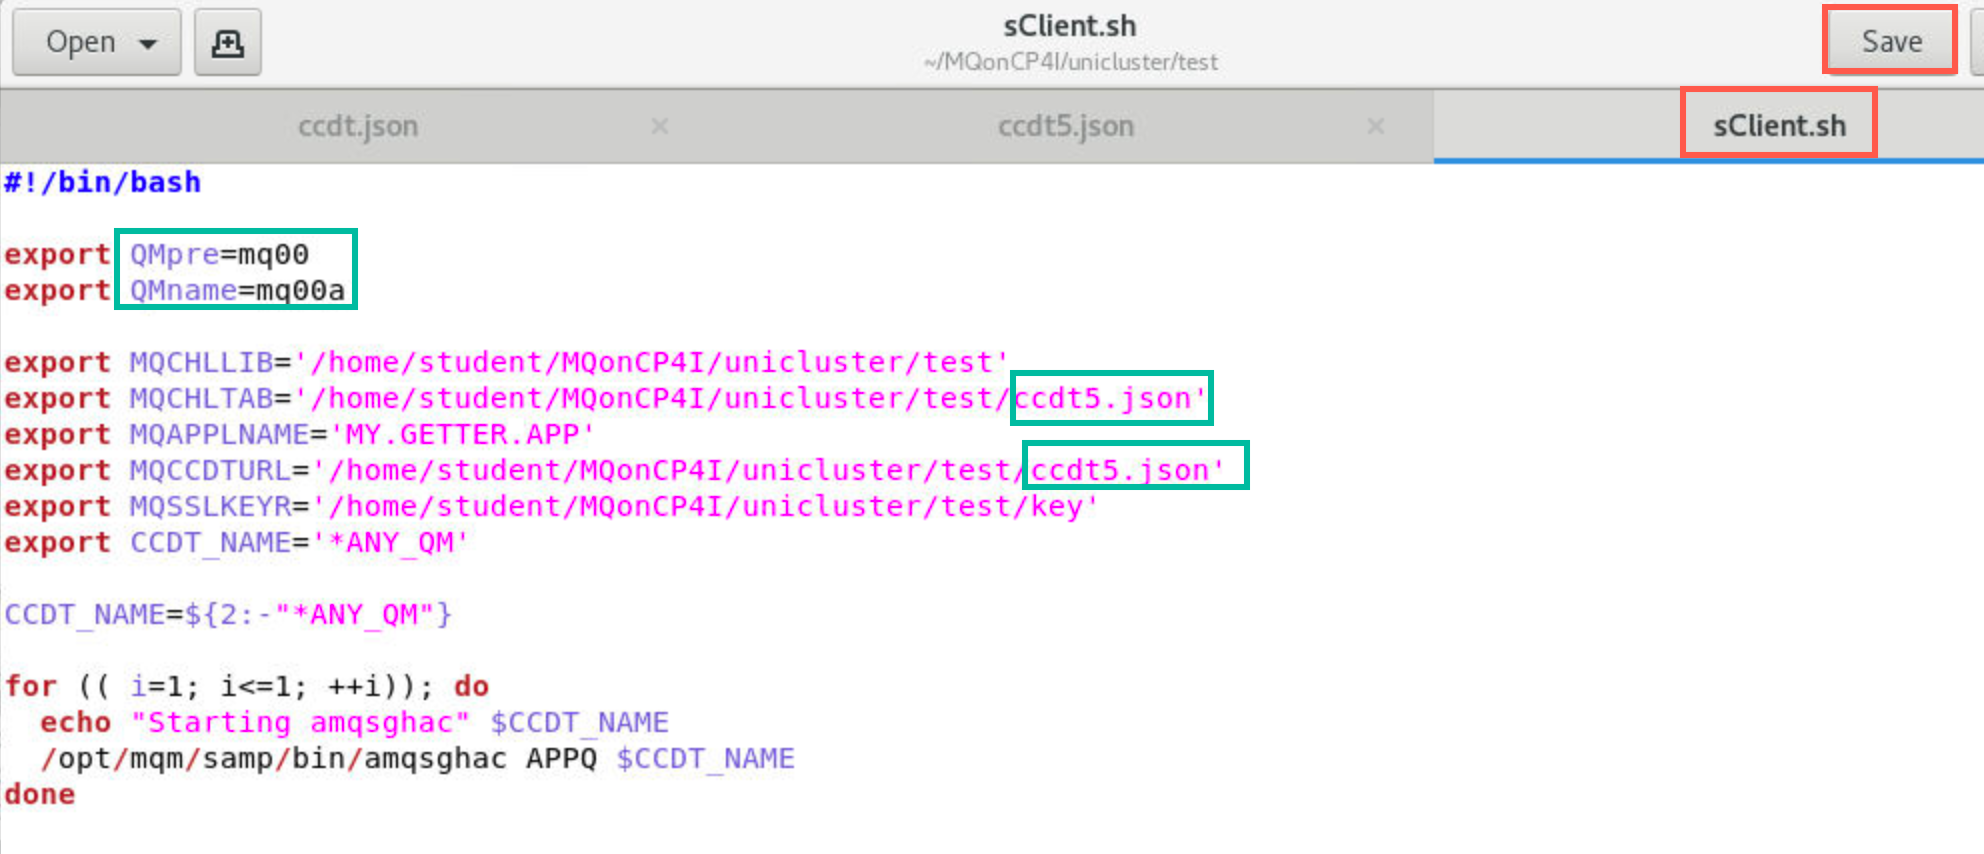 Open
sClient.sh
~/MQonCP4I/unicluster/test
Save
ccdt.json
ccdt5.json
sClient.sh
#!/bin/bash
export QMpre=mq00
export QMname=mq00a
export MQCHLLIB='/home/student/MQonCP4I/unicluster/test'
export MQCHLTAB='/home/student/MQonCP4I/unicluster/test/ccdt5.json'
export MQAPPLNAME='MY.GETTER.APP'
export MQCCDTURL='/home/student/MQonCP4I/unicluster/test/ccdt5.json'
export MQSSLKEYR='/home/student/MQonCP4I/unicluster/test/key'
export CCDT_NAME='*ANY_QM'
CCDT_NAME=${2:-"*ANY_QM"}
for (( i=1; i<=1; ++i)); do
  echo "Starting amqsghac" $CCDT_NAME
  /opt/mqm/samp/bin/amqsghac APPQ $CCDT_NAME
done